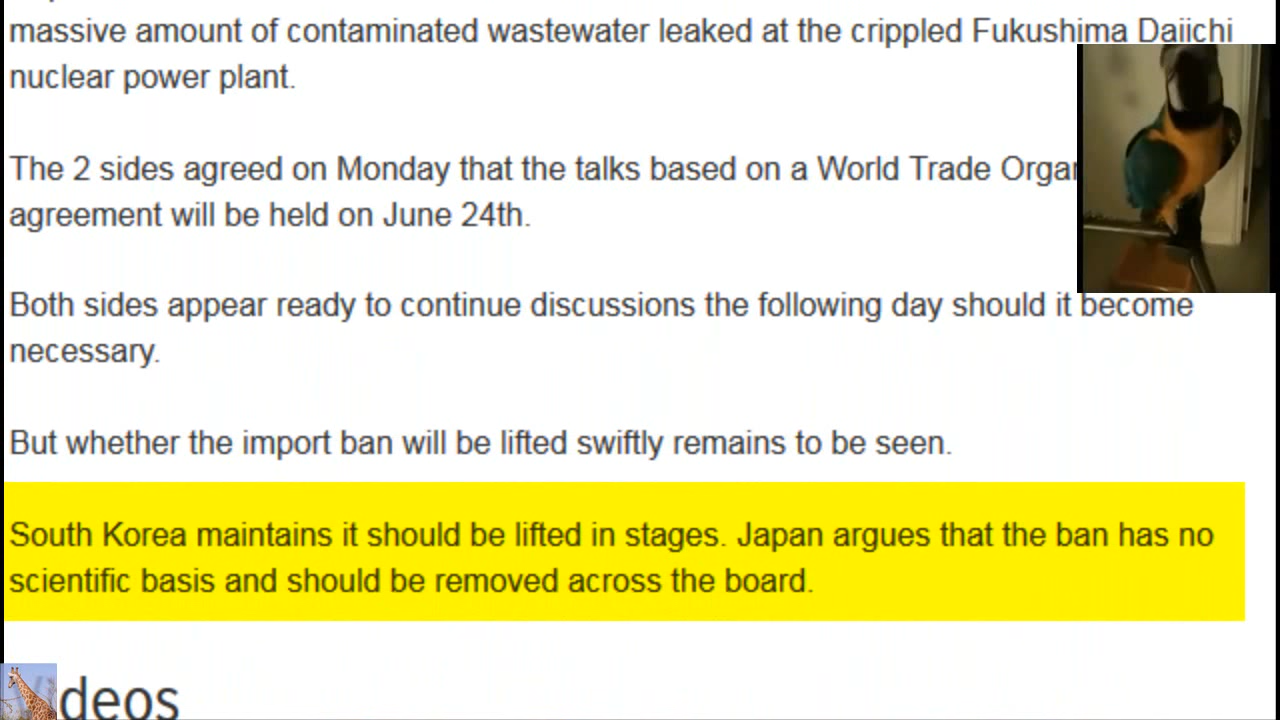 massive amount of contaminated wastewater leaked at the crippled Fukushima Daiichi
nuclear power plant.
The 2 sides agreed on Monday that the talks based on a World Trade Organ
agreement will be held on June 24th.
Both sides appear ready to continue discussions the following day should it become
necessary.
But whether the import ban will be lifted swiftly remains to be seen.
South Korea maintains it should be lifted in stages. Japan argues that the ban has no
scientific basis and should be removed across the board.
deos